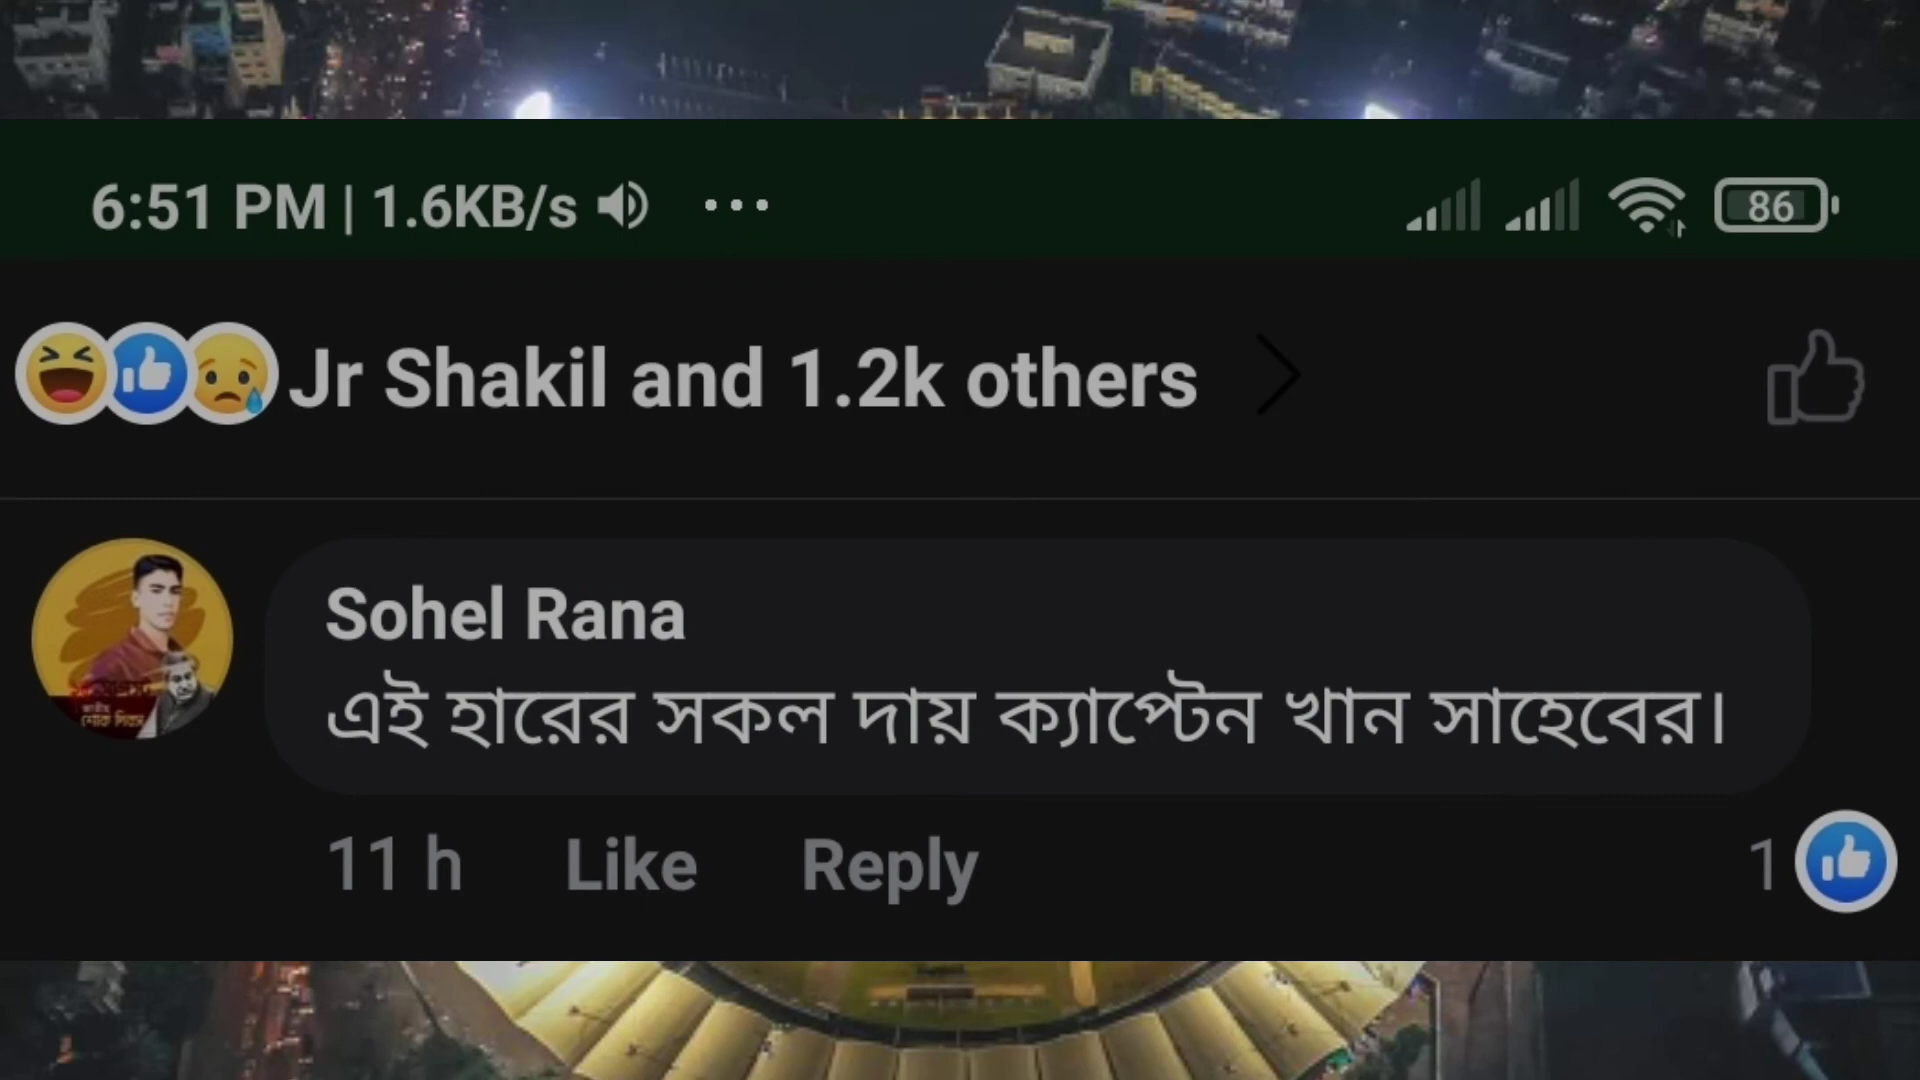 6:51 PM | 1.6KB/s ...
86
Jr Shakil and 1.2k others
Sohel Rana
এই হারের সকল দায় ক্যাপ্টেন খান সাহেবের।
11 h Like Reply 1
শোক দিবস